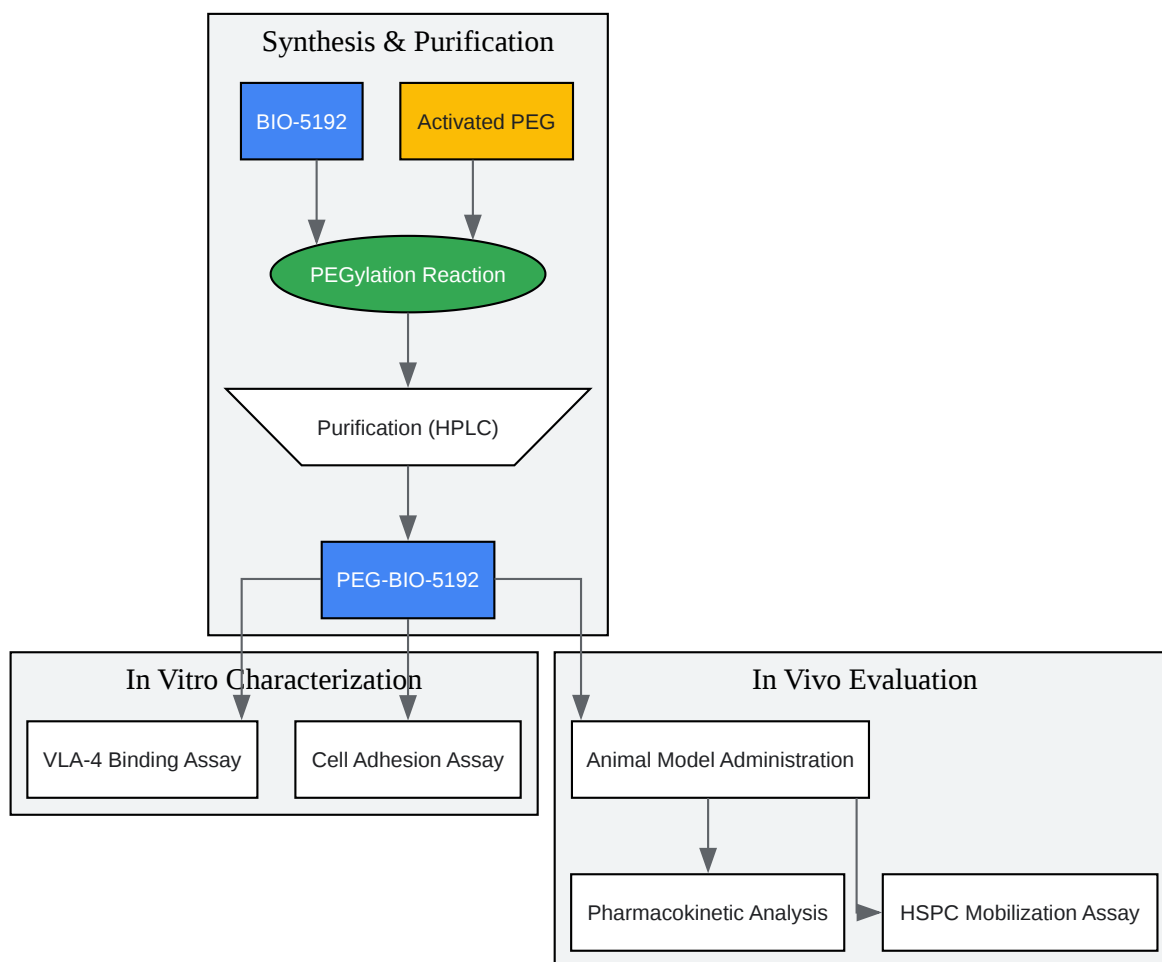 Synthesis & Purification
BIO-5192
Activated PEG
PEGylation Reaction
Purification (HPLC)
PEG-BIO-5192
In Vitro Characterization
In Vivo Evaluation
VLA-4 Binding Assay
Cell Adhesion Assay
Animal Model Administration
Pharmacokinetic Analysis
HSPC Mobilization Assay